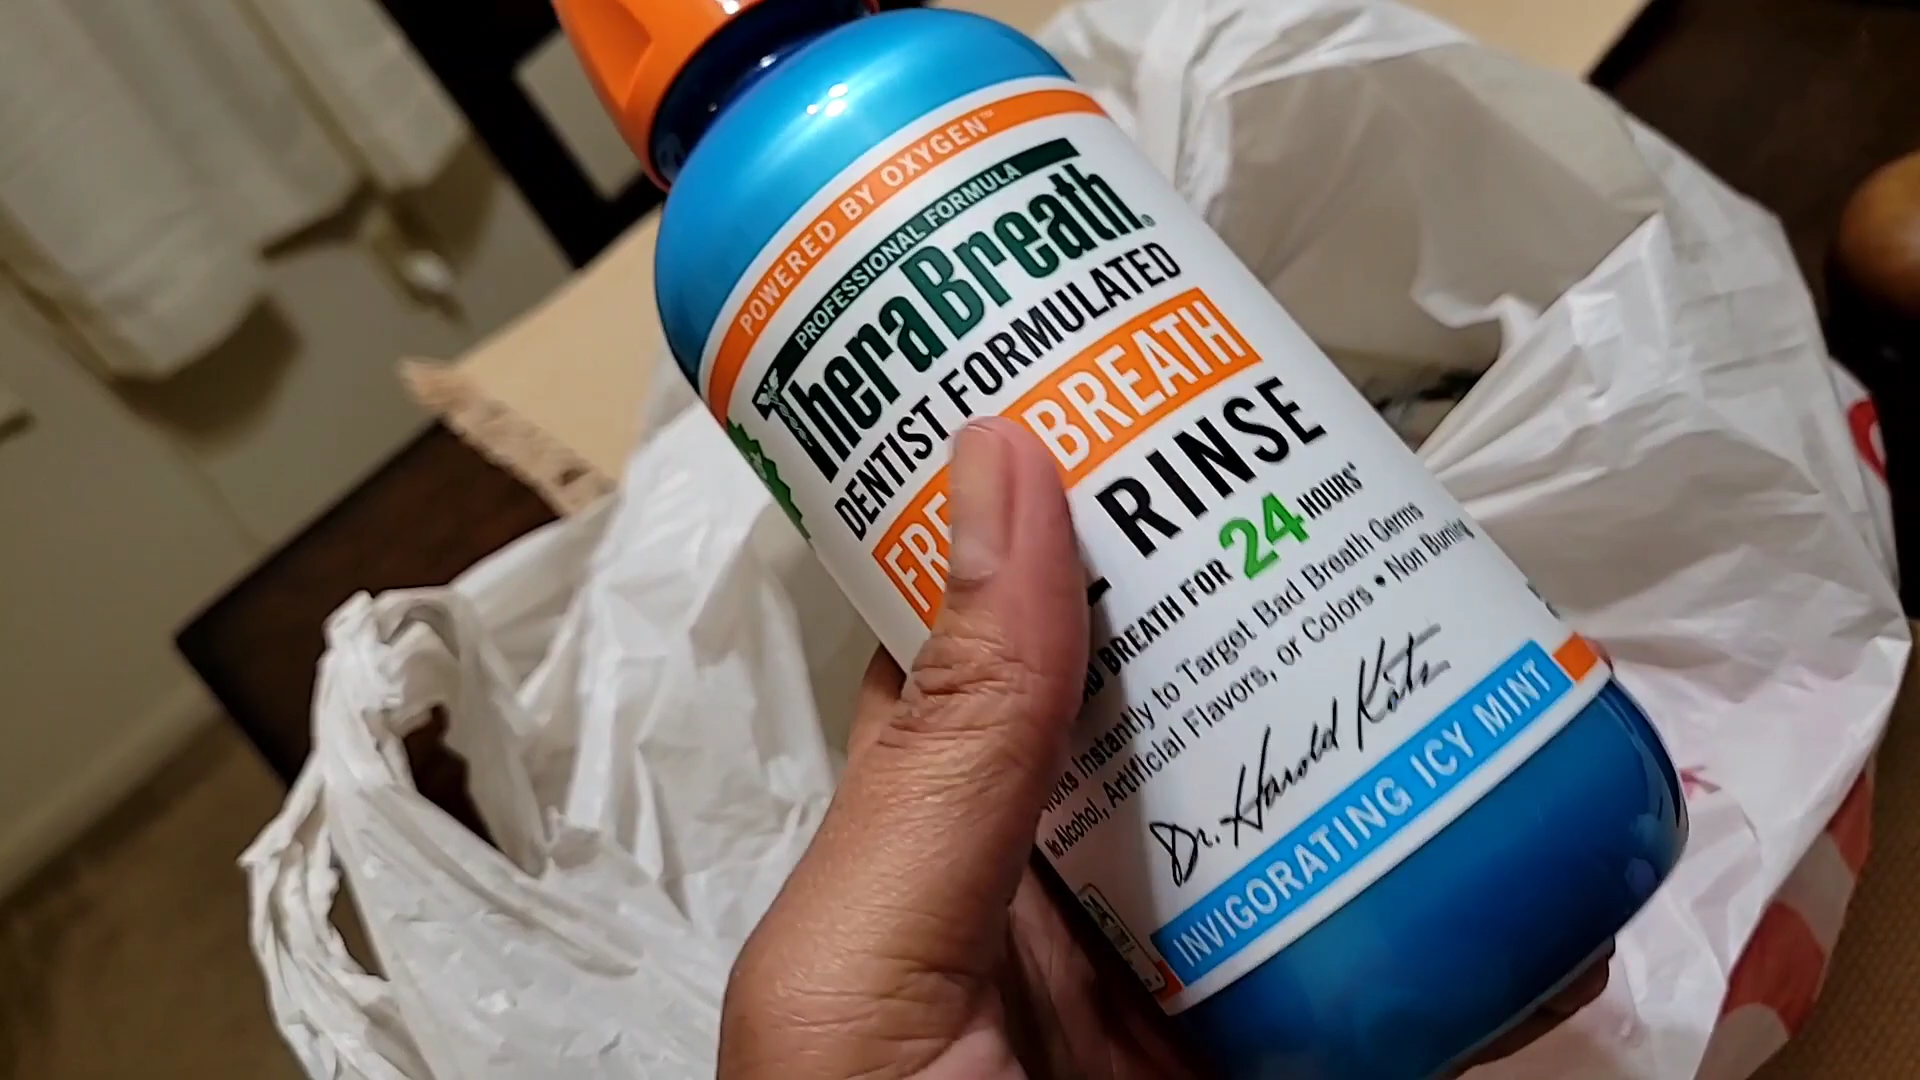 POWERED BY OXYGEN™
PROFESSIONAL FORMULA
TheraBreath®
DENTIST FORMULATED
BREATH
RINSE
BREATH FOR 24 HOURS*
Instantly to Target Bad Breath Germs
No Alcohol, Artificial Flavors, or Colors • Non Burning
Dr. Harold Katz
INVIGORATING ICY MINT